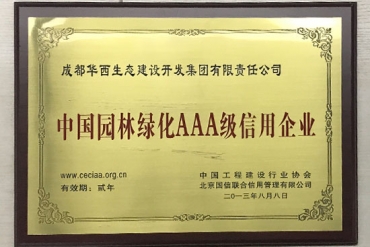 成都华西生态建设开发集团有限责任公司
中国园林绿化AAA级信用企业
www.ceciaa.org.cn
有效期：贰年
中国工程建设行业协会
北京国信联合信用管理有限公司
二〇一三年八月八日